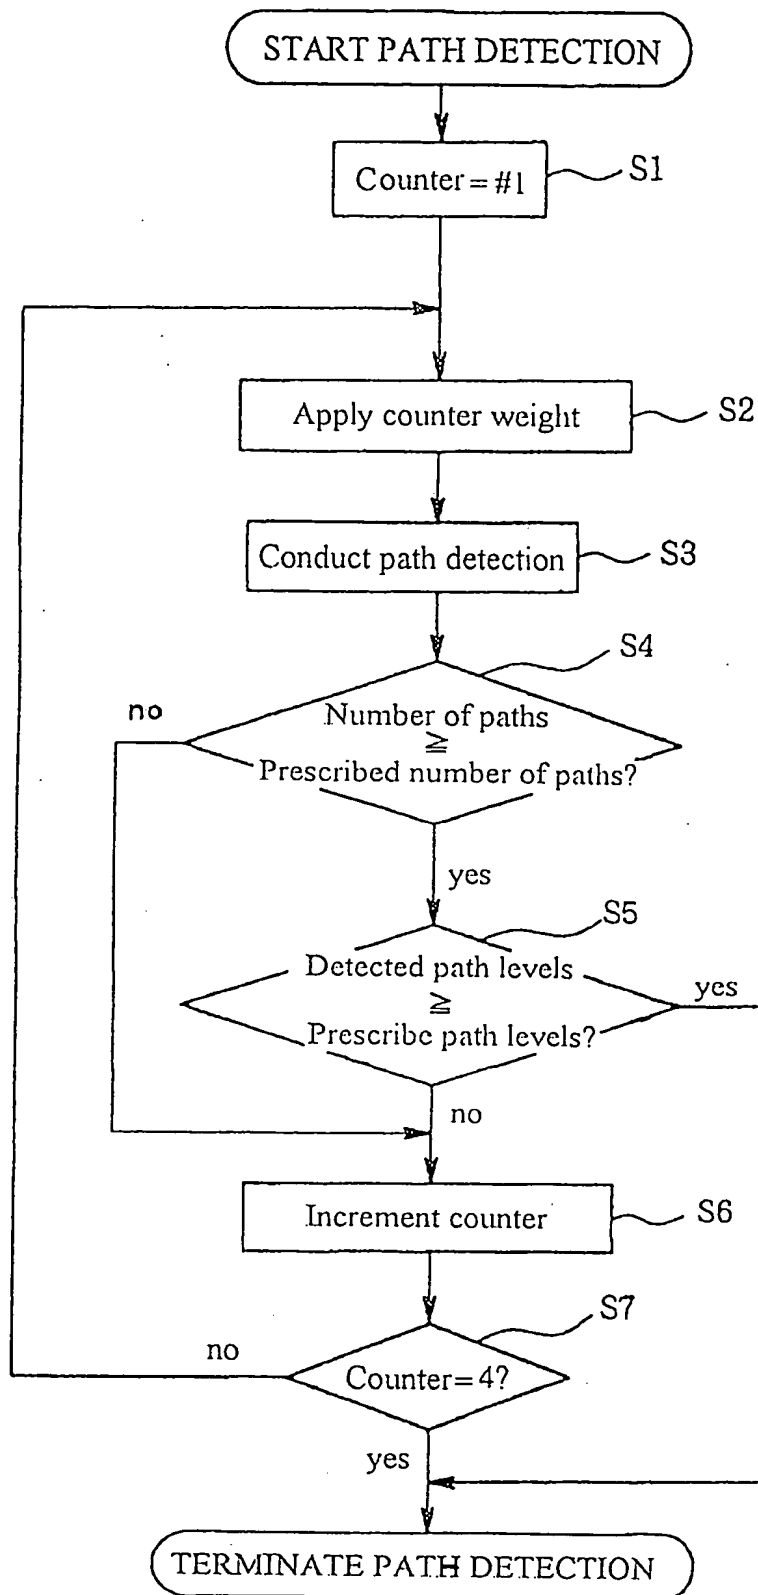 START PATH DETECTION
Counter = #1
S1
Apply counter weight
S2
Conduct path detection
S3
S4
no
Number of paths
≧
Prescribed number of paths?
yes
S5
Detected path levels
≧
Prescribe path levels?
yes
no
Increment counter
S6
S7
no
Counter = 4?
yes
TERMINATE PATH DETECTION